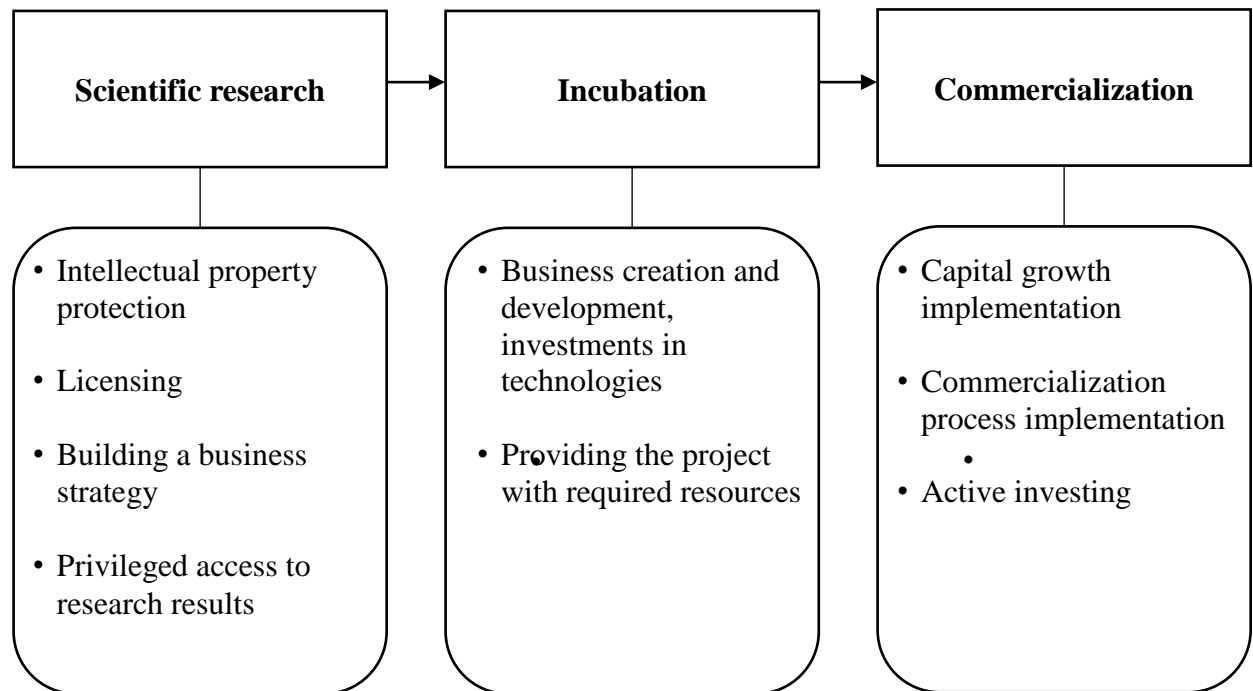 Scientific research
Incubation
Commercialization
• Intellectual property
protection
• Licensing
• Building a business
strategy
• Privileged access to
research results
• Business creation and
development,
investments in
technologies
• Providing the project
with required resources
• Capital growth
implementation
• Commercialization
process implementation
•
• Active investing